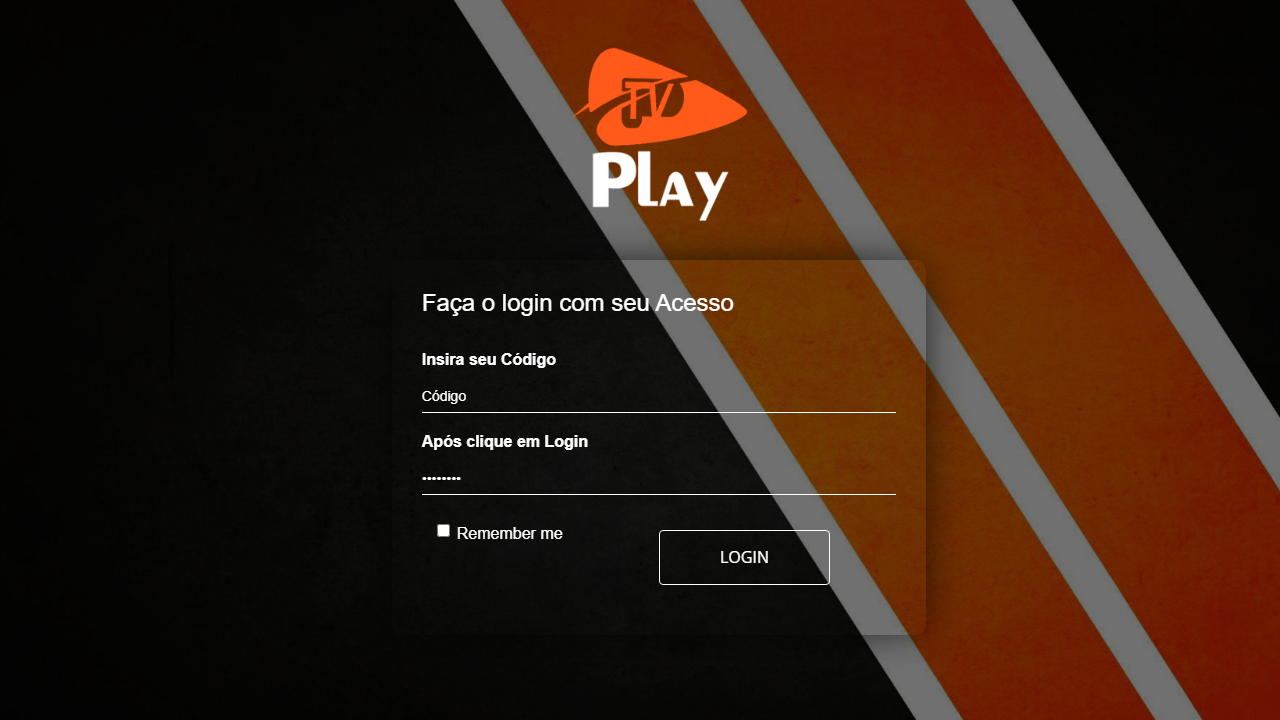 TV
Play
Faça o login com seu Acesso
Insira seu Código
Código
Após clique em Login
••••••••
Remember me
LOGIN